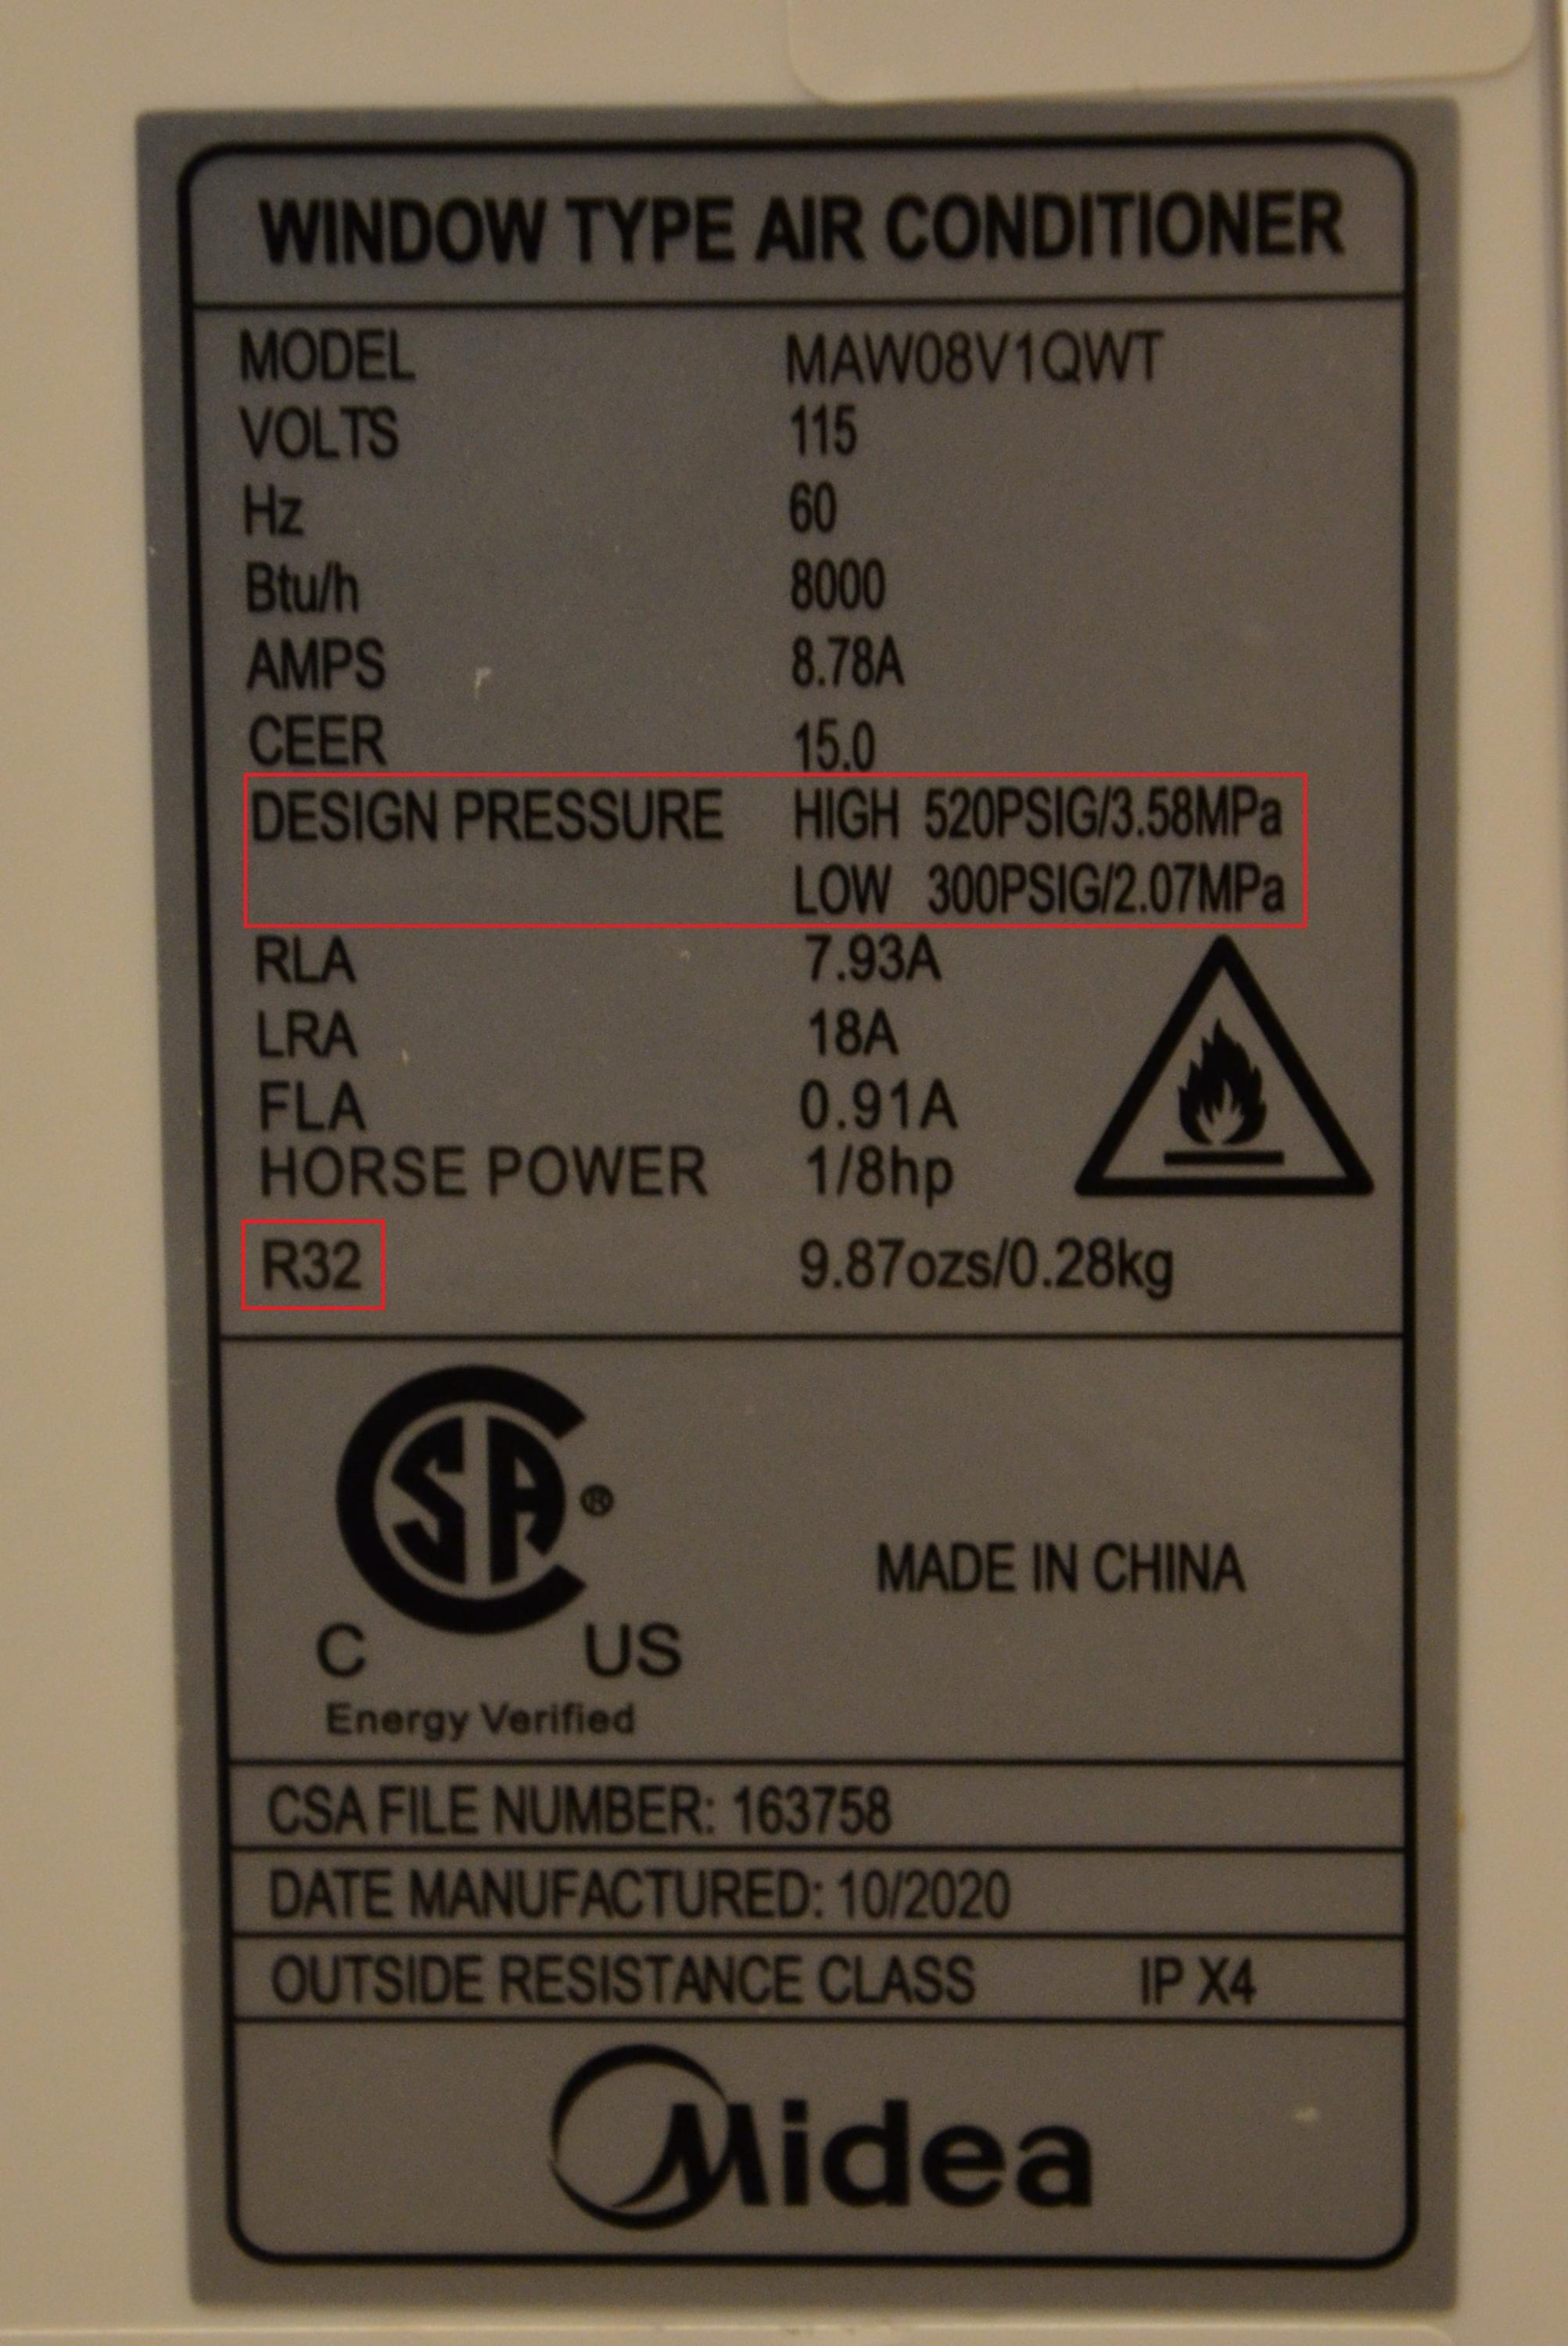 WINDOW TYPE AIR CONDITIONER
MODEL MAW08V1QWT
VOLTS 115
Hz 60
Btu/h 8000
AMPS 8.78A
CEER 15.0
DESIGN PRESSURE HIGH 520PSIG/3.58MPa
LOW 300PSIG/2.07MPa
RLA 7.93A
LRA 18A
FLA 0.91A
HORSE POWER 1/8hp
R32 9.87ozs/0.28kg
CSA ®
C US
Energy Verified
MADE IN CHINA
CSA FILE NUMBER: 163758
DATE MANUFACTURED: 10/2020
OUTSIDE RESISTANCE CLASS IP X4
Midea